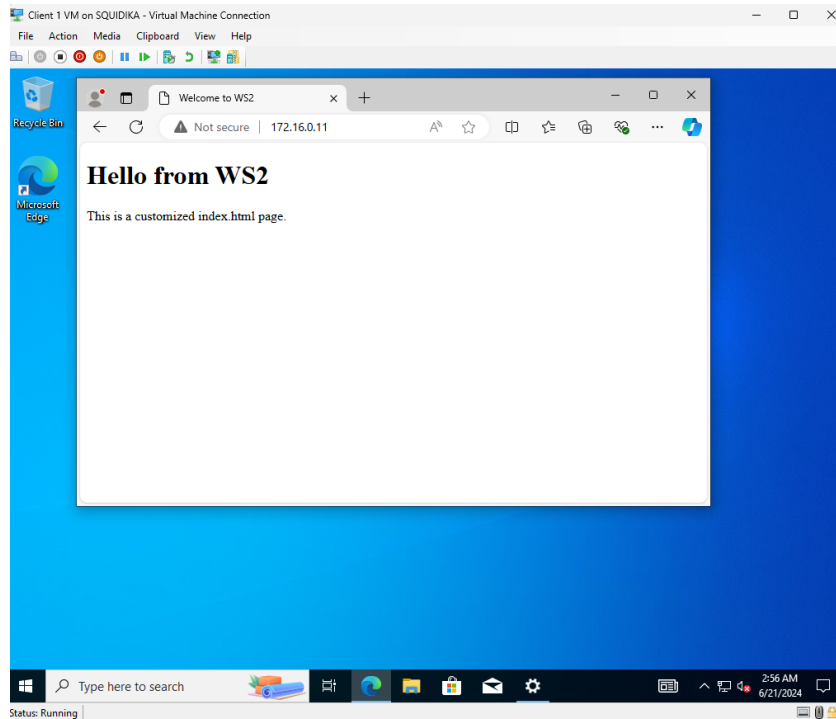 Client 1 VM on SQUIDIKA - Virtual Machine Connection
File Action Media Clipboard View Help
Recycle Bin
Microsoft
Edge
Welcome to WS2
Not secure 172.16.0.11
Hello from WS2
This is a customized index.html page.
Type here to search
2:56 AM
6/21/2024
Status: Running